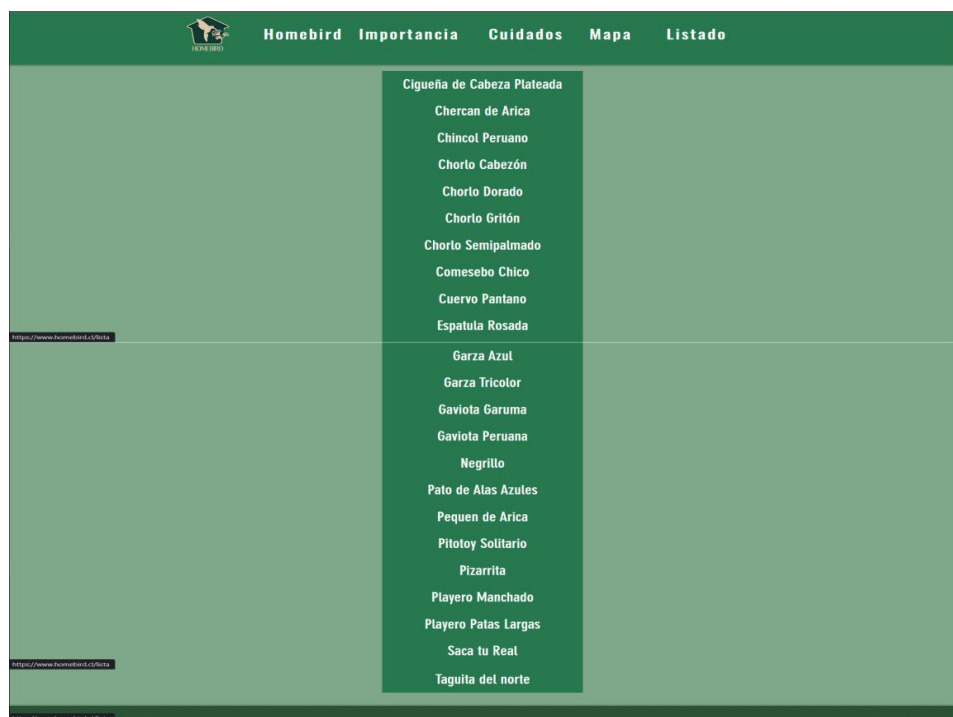 HOMEBIRD
Homebird Importancia Cuidados Mapa Listado
Cigueña de Cabeza Plateada
Chercan de Arica
Chincol Peruano
Chorlo Cabezón
Chorlo Dorado
Chorlo Gritón
Chorlo Semipalmado
Comesebo Chico
Cuervo Pantano
Espatula Rosada
https://www.homebird.cl/lista
Garza Azul
Garza Tricolor
Gaviota Garuma
Gaviota Peruana
Negrillo
Pato de Alas Azules
Pequen de Arica
Pitotoy Solitario
Pizarrita
Playero Manchado
Playero Patas Largas
Saca tu Real
https://www.homebird.cl/lista
Taguita del norte